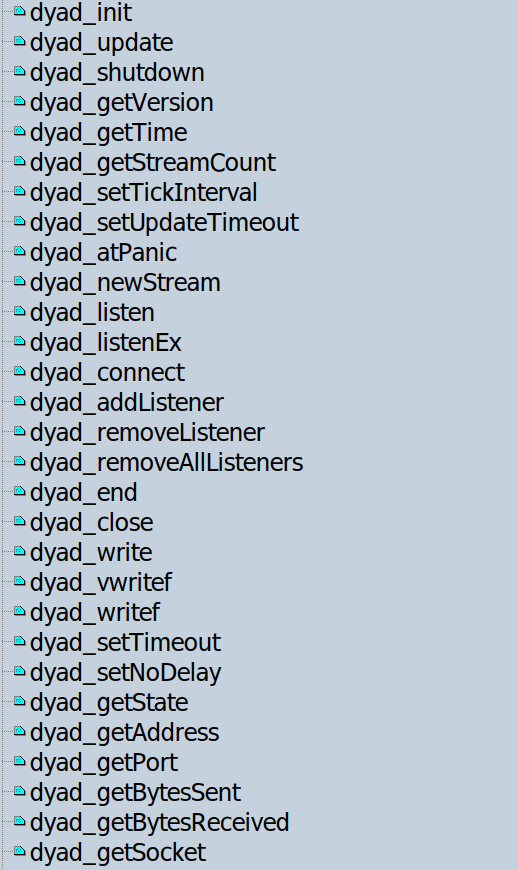 dyad_init
dyad_update
dyad_shutdown
dyad_getVersion
dyad_getTime
dyad_getStreamCount
dyad_setTickInterval
dyad_setUpdateTimeout
dyad_atPanic
dyad_newStream
dyad_listen
dyad_listenEx
dyad_connect
dyad_addListener
dyad_removeListener
dyad_removeAllListeners
dyad_end
dyad_close
dyad_write
dyad_vwritef
dyad_writef
dyad_setTimeout
dyad_setNoDelay
dyad_getState
dyad_getAddress
dyad_getPort
dyad_getBytesSent
dyad_getBytesReceived
dyad_getSocket